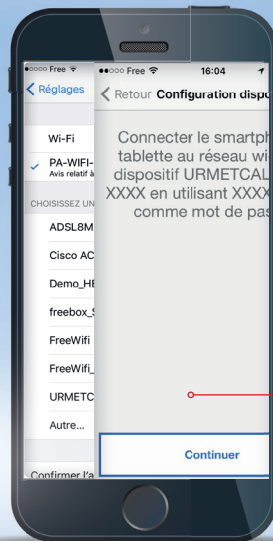 Free
Réglages
Wi-Fi
PA-WIFI-
Avis relatif à
CHOISISSEZ UN
ADSL8M
Cisco AC
Demo_HE
freebox_S
FreeWifi
FreeWifi_
URMETC
Autre...
Confirmer l'a
Free 16:04
Retour Configuration dispo
Connecter le smartph
tablette au réseau wi
dispositif URMETCAL
XXXX en utilisant XXXX
comme mot de pas
Continuer